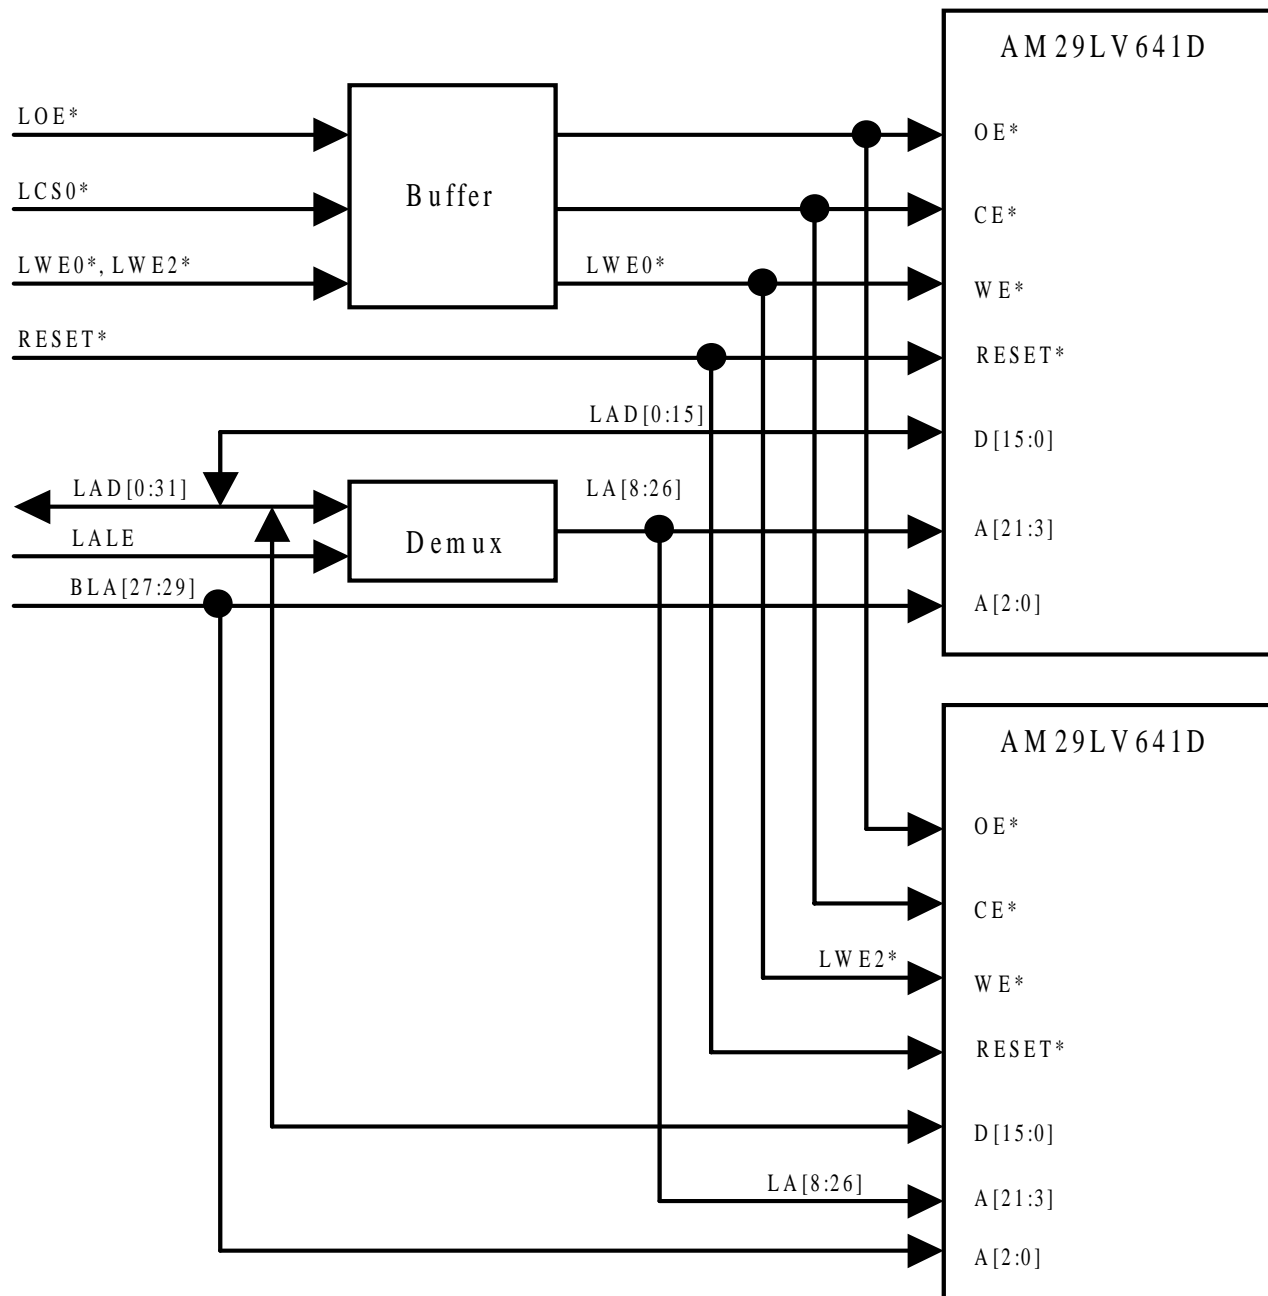 AM29LV641D
LOE*
OE*
LCS0*
Buffer
CE*
LWE0*, LWE2*
LWE0*
WE*
RESET*
RESET*
LAD[0:15]
D[15:0]
LAD[0:31]
LA[8:26]
LALE
Demux
A[21:3]
BLA[27:29]
A[2:0]
AM29LV641D
OE*
CE*
LWE2*
WE*
RESET*
D[15:0]
LA[8:26]
A[21:3]
A[2:0]